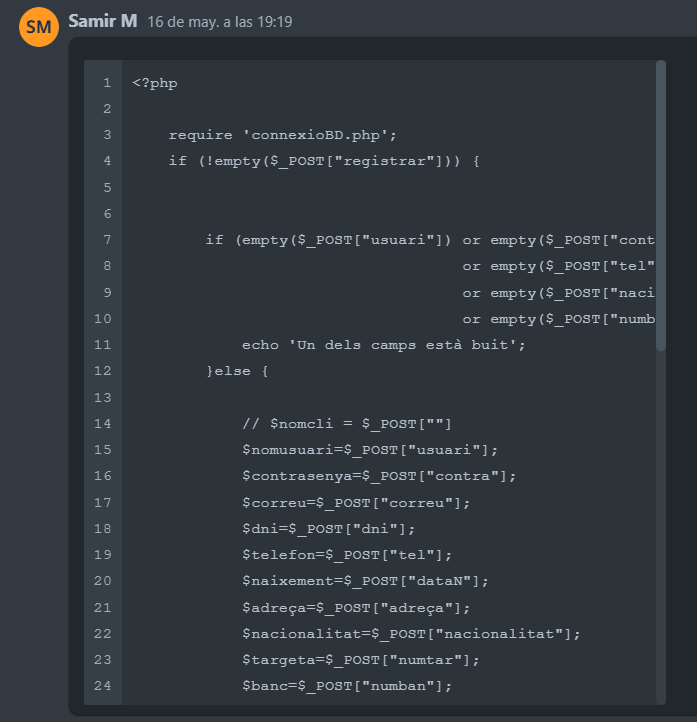 SM
Samir M 16 de may. a las 19:19
1 <?php
2
3 require 'connexioBD.php';
4 if (!empty($_POST["registrar"])) {
5
6
7 if (empty($_POST["usuari"]) or empty($_POST["cont
8 or empty($_POST["tel"
9 or empty($_POST["naci
10 or empty($_POST["numb
11 echo 'Un dels camps està buit';
12 }else {
13
14 // $nomcli = $_POST[""]
15 $nomusuari=$_POST["usuari"];
16 $contrasenya=$_POST["contra"];
17 $correu=$_POST["correu"];
18 $dni=$_POST["dni"];
19 $telefon=$_POST["tel"];
20 $naixement=$_POST["dataN"];
21 $adreça=$_POST["adreça"];
22 $nacionalitat=$_POST["nacionalitat"];
23 $targeta=$_POST["numtar"];
24 $banc=$_POST["numban"];